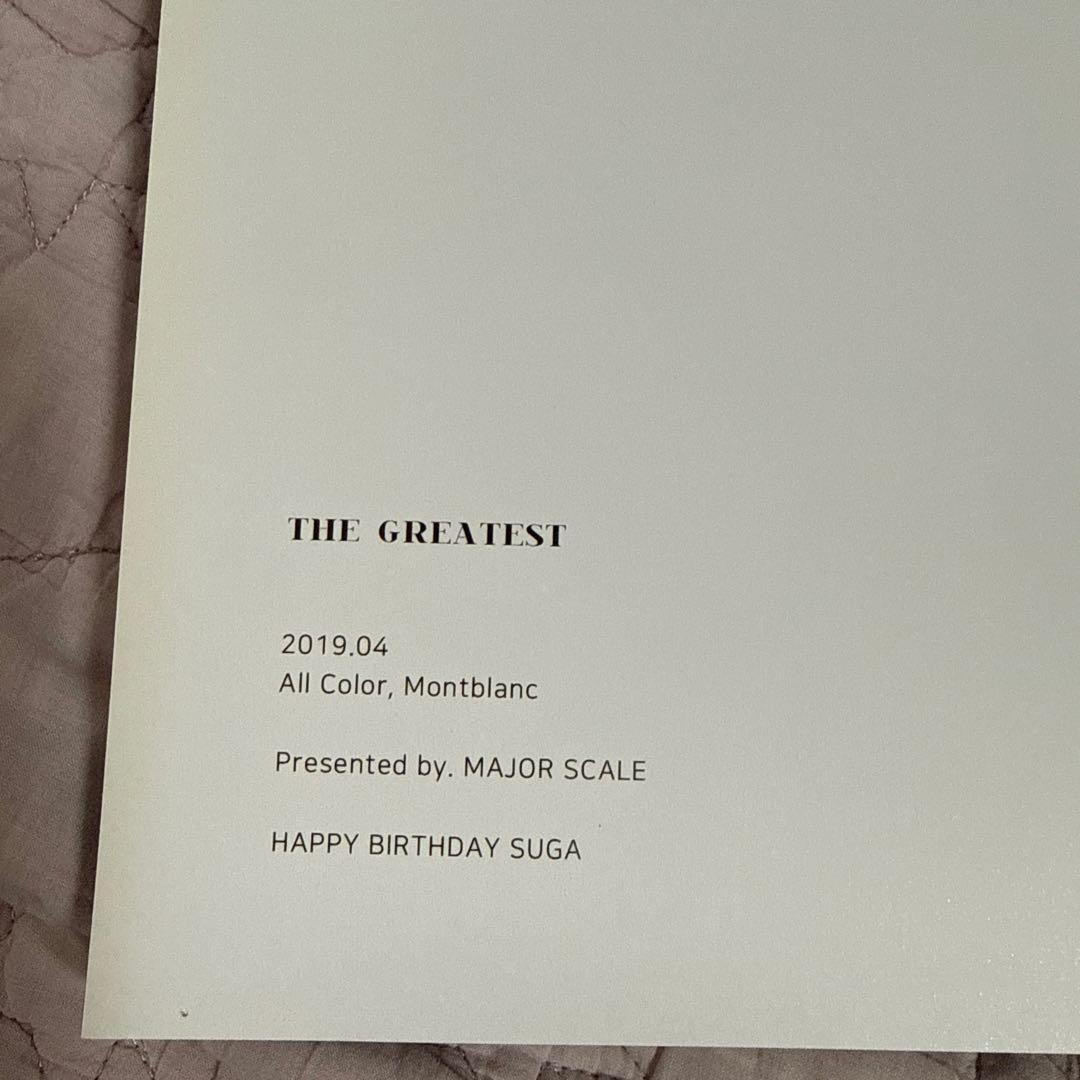 THE GREATEST
2019.04
All Color, Montblanc
Presented by. MAJOR SCALE
HAPPY BIRTHDAY SUGA